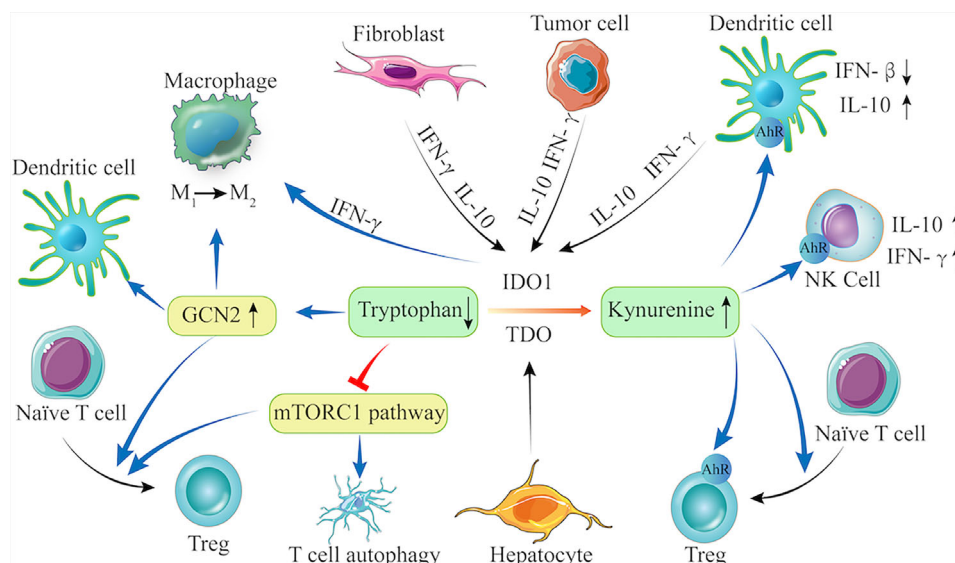 Fibroblast
Tumor cell
Dendritic cell
IFN- β ↓
IL-10 ↑
AhR
Macrophage
M₁→M₂
Dendritic cell
IFN-γ IL-10
IL-10 IFN- γ
IL-10 IFN- γ
IFN-γ
IL-10 ↑
IFN- γ ↑
AhR
NK Cell
IDO1
GCN2 ↑
Tryptophan ↓
Kynurenine ↑
TDO
Naïve T cell
mTORC1 pathway
Naïve T cell
AhR
Treg
T cell autophagy
Hepatocyte
Treg